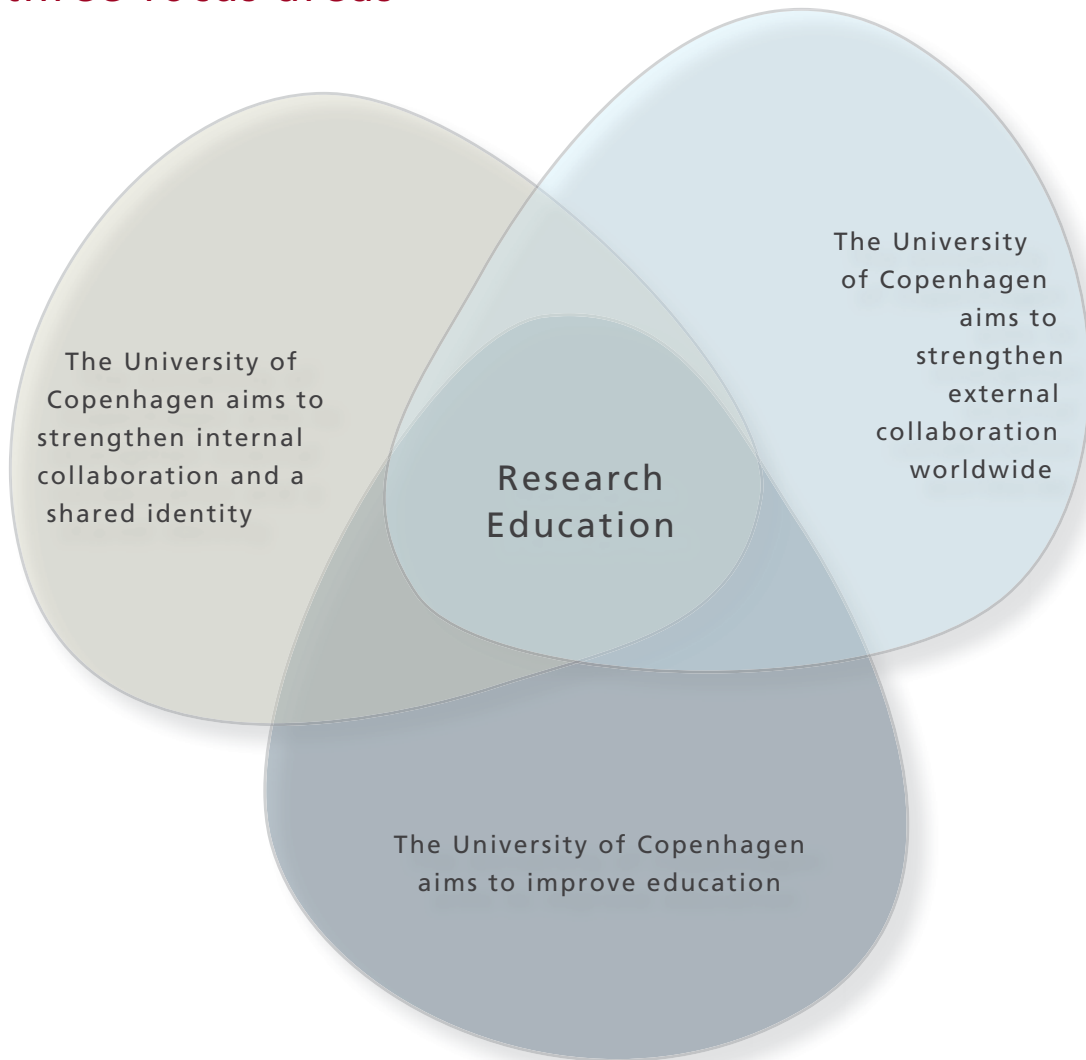 three focus areas
The University
of Copenhagen
aims to
strengthen
external
collaboration
worldwide
The University of
Copenhagen aims to
strengthen internal
collaboration and a
shared identity
Research
Education
The University of Copenhagen
aims to improve education